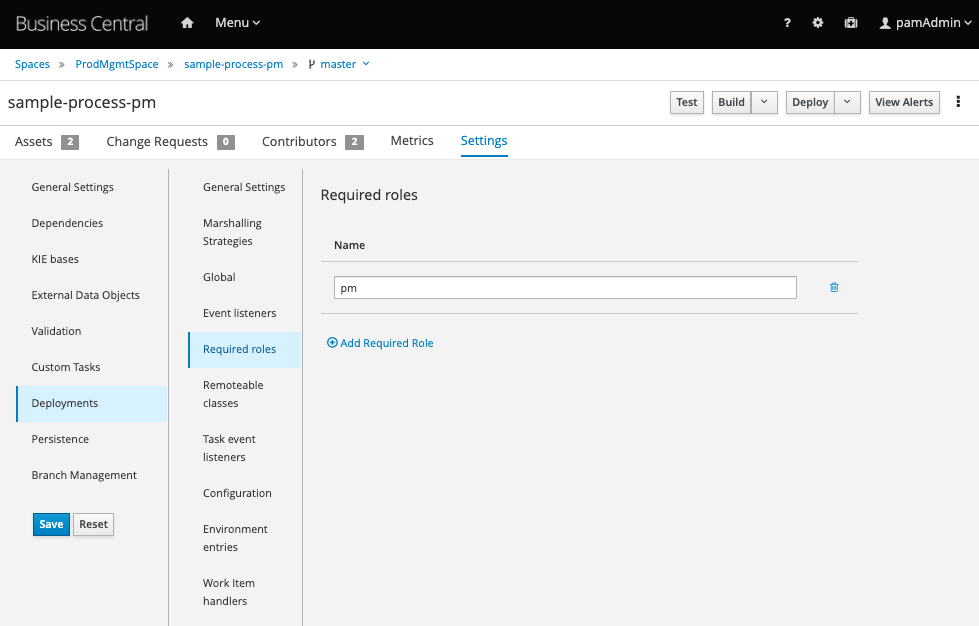 Business Central Menu ? pamAdmin
Spaces » ProdMgmtSpace » sample-process-pm » master
sample-process-pm Test Build Deploy View Alerts
Assets 2 Change Requests 0 Contributors 2 Metrics Settings
General Settings
Dependencies
KIE bases
External Data Objects
Validation
Custom Tasks
Deployments
Persistence
Branch Management
Save Reset
General Settings
Marshalling
Strategies
Global
Event listeners
Required roles
Remoteable
classes
Task event
listeners
Configuration
Environment
entries
Work Item
handlers
Required roles
Name
pm
Add Required Role